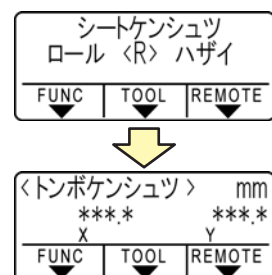 シートケンシュツ
ロール <R> ハザイ
FUNC TOOL REMOTE
<トンボケンシュツ> mm
***.* ***.*
X Y
FUNC TOOL REMOTE